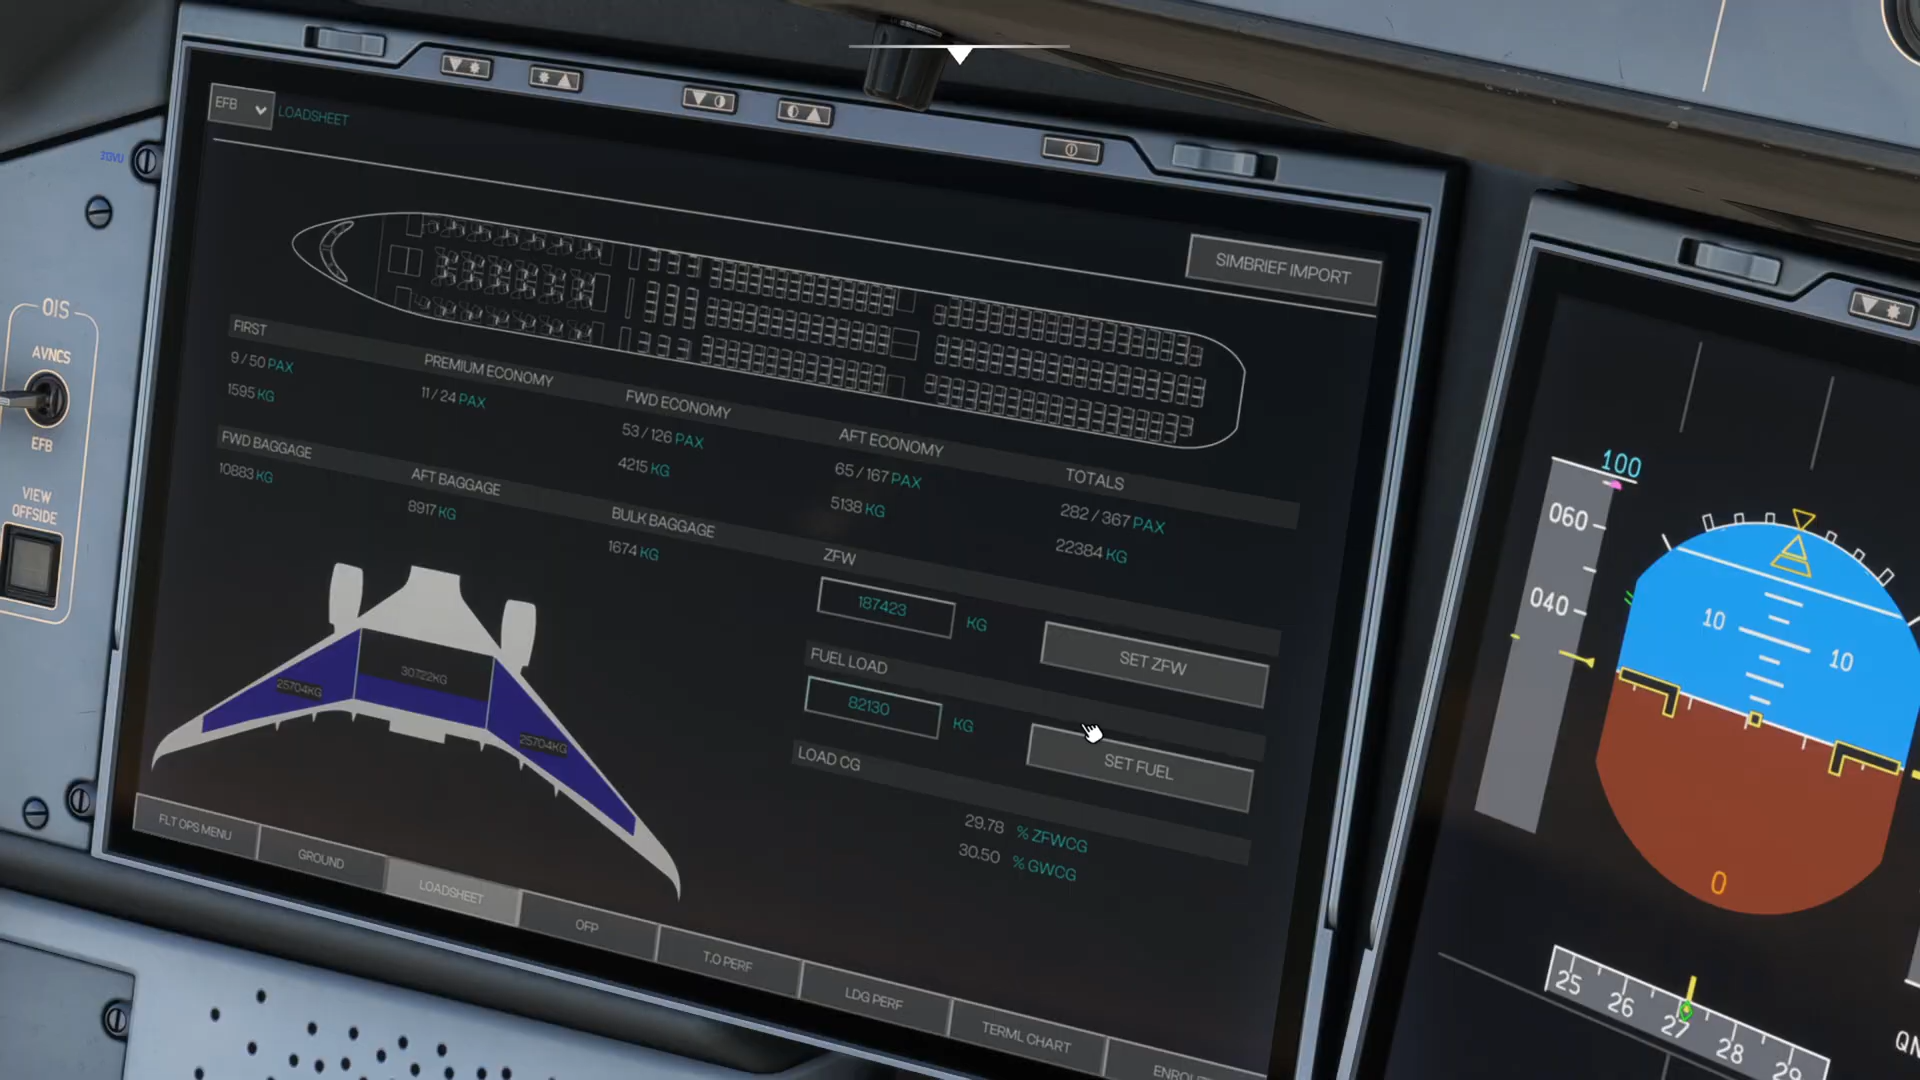 EFB
LOADSHEET
SIMBRIEF IMPORT
313VU
OIS
AVNCS
EFB
VIEW
OFFSIDE
FIRST
9 / 50 PAX
1595 KG
PREMIUM ECONOMY
11 / 24 PAX
FWD ECONOMY
53 / 126 PAX
4215 KG
AFT ECONOMY
65 / 167 PAX
5138 KG
TOTALS
282 / 367 PAX
22384 KG
FWD BAGGAGE
10883 KG
AFT BAGGAGE
8917 KG
BULK BAGGAGE
1674 KG
ZFW
187423 KG
SET ZFW
FUEL LOAD
82130 KG
SET FUEL
LOAD CG
29.78 % ZFWCG
30.50 % GWCG
25704KG
30722KG
25704KG
FLT OPS MENU
GROUND
LOADSHEET
OFP
T.O PERF
LDG PERF
TERML CHART
100
060
040
10
10
0
25
26
27
28
29